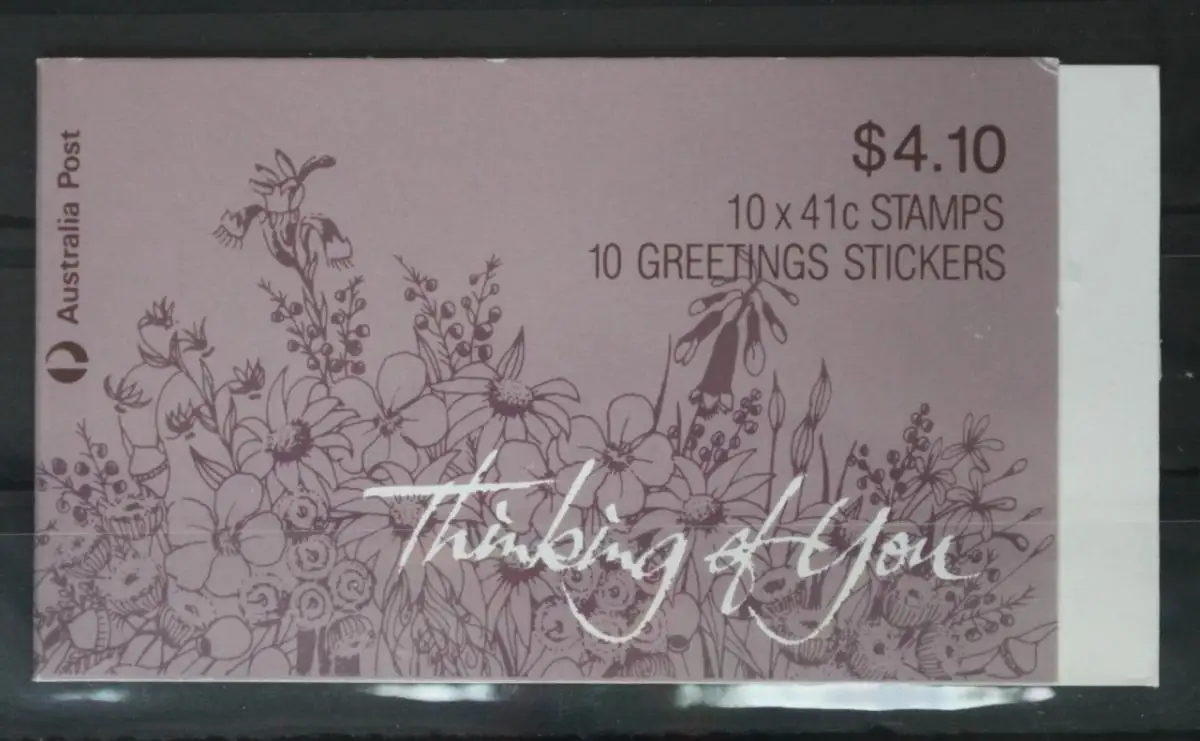 Australia Post
$4.10
10 x 41c STAMPS
10 GREETINGS STICKERS
Thinking of You